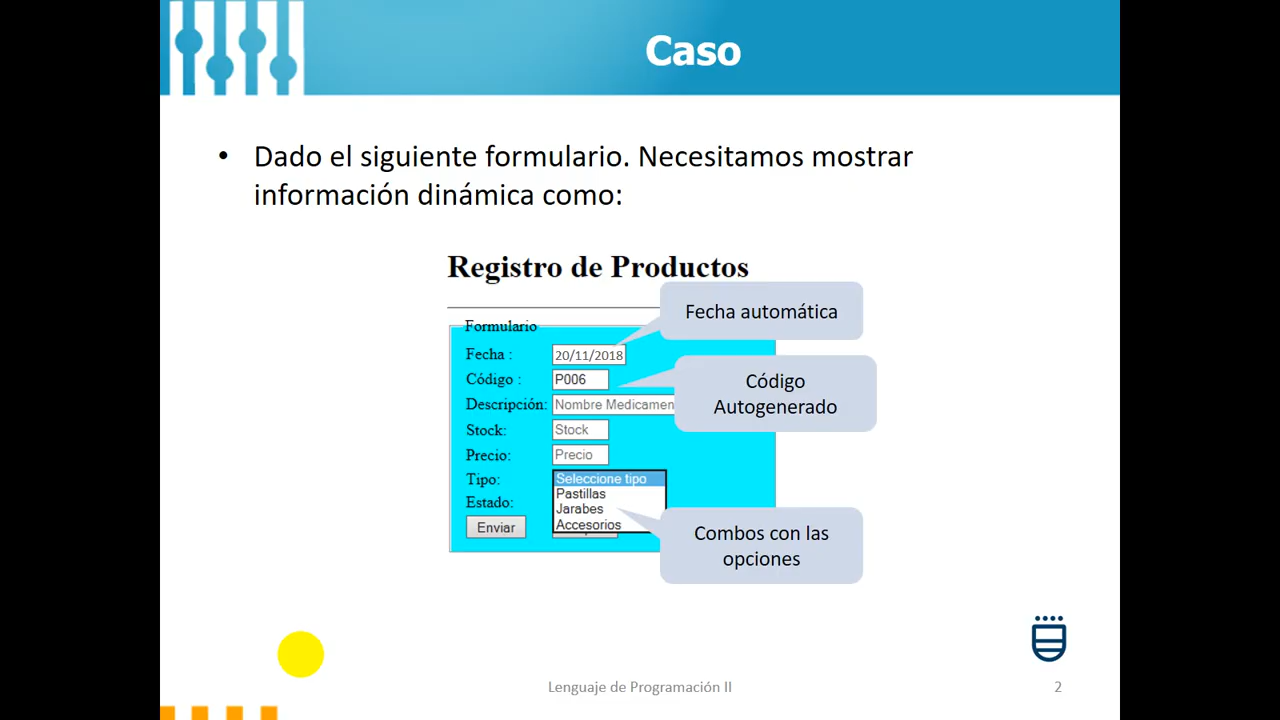 Caso
• Dado el siguiente formulario. Necesitamos mostrar
información dinámica como:
Registro de Productos
Fecha automática
Formulario
Fecha : 20/11/2018
Código : P006
Código
Autogenerado
Descripción: Nombre Medicamen
Stock: Stock
Precio: Precio
Tipo: Seleccione tipo
Pastillas
Estado: Jarabes
Accesorios
Enviar
Combos con las
opciones
Lenguaje de Programación II
2